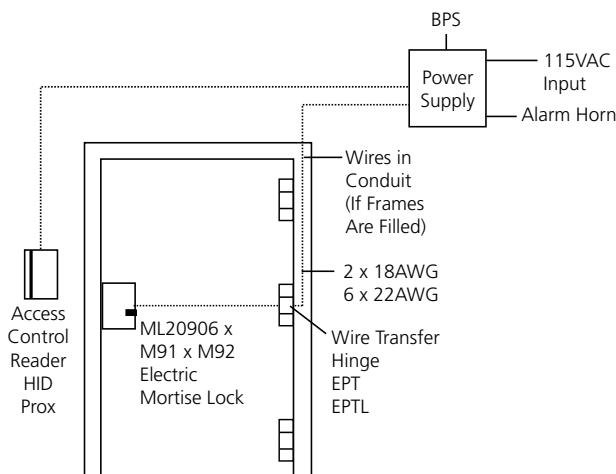 BPS
Power
Supply
115VAC
Input
Alarm Horn
Wires in
Conduit
(If Frames
Are Filled)
2 x 18AWG
6 x 22AWG
Access
Control
Reader
HID
Prox
ML20906 x
M91 x M92
Electric
Mortise Lock
Wire Transfer
Hinge
EPT
EPTL